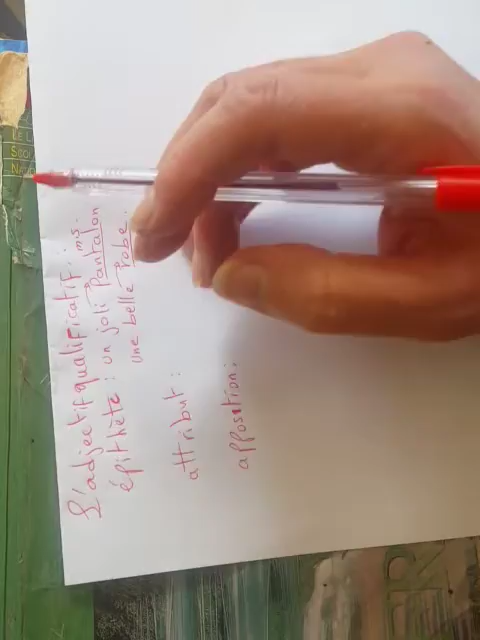 L'adjectif qualificatif:
m.s.
épithète : un joli Pantalon
une belle robe.
attribut :
apposition: